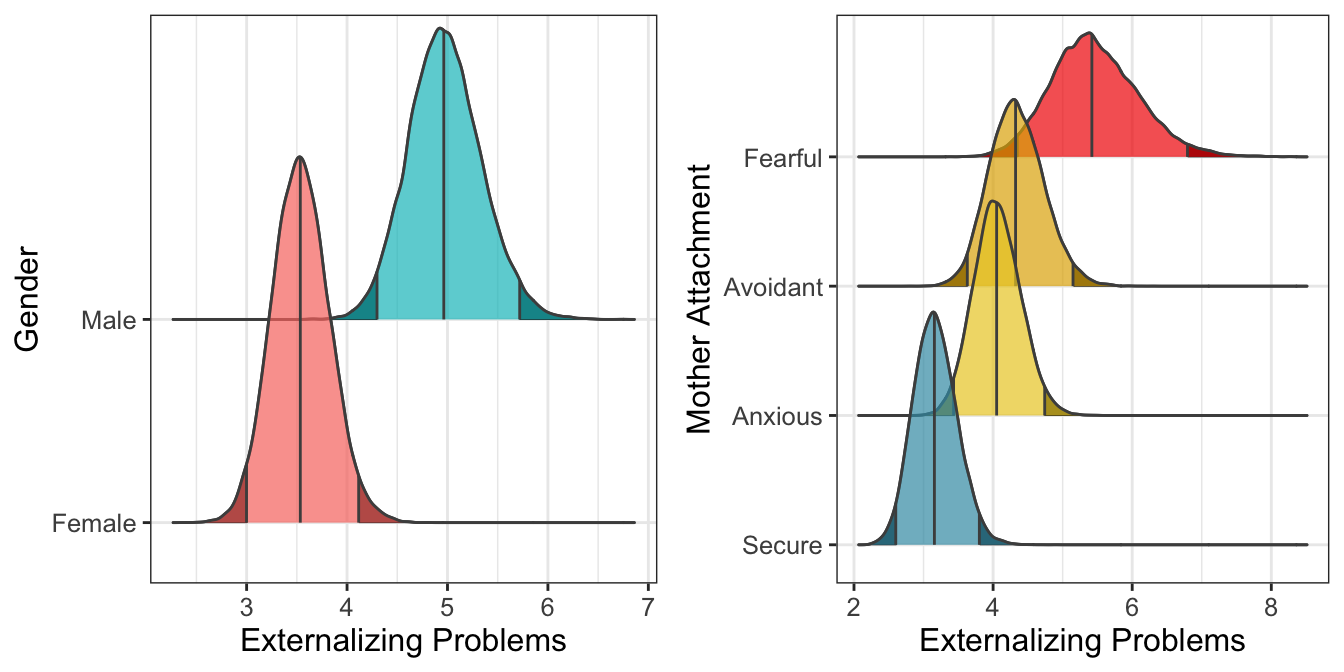 Gender
Male
Female
3 4 5 6 7
Externalizing Problems
Mother Attachment
Fearful
Avoidant
Anxious
Secure
2 4 6 8
Externalizing Problems